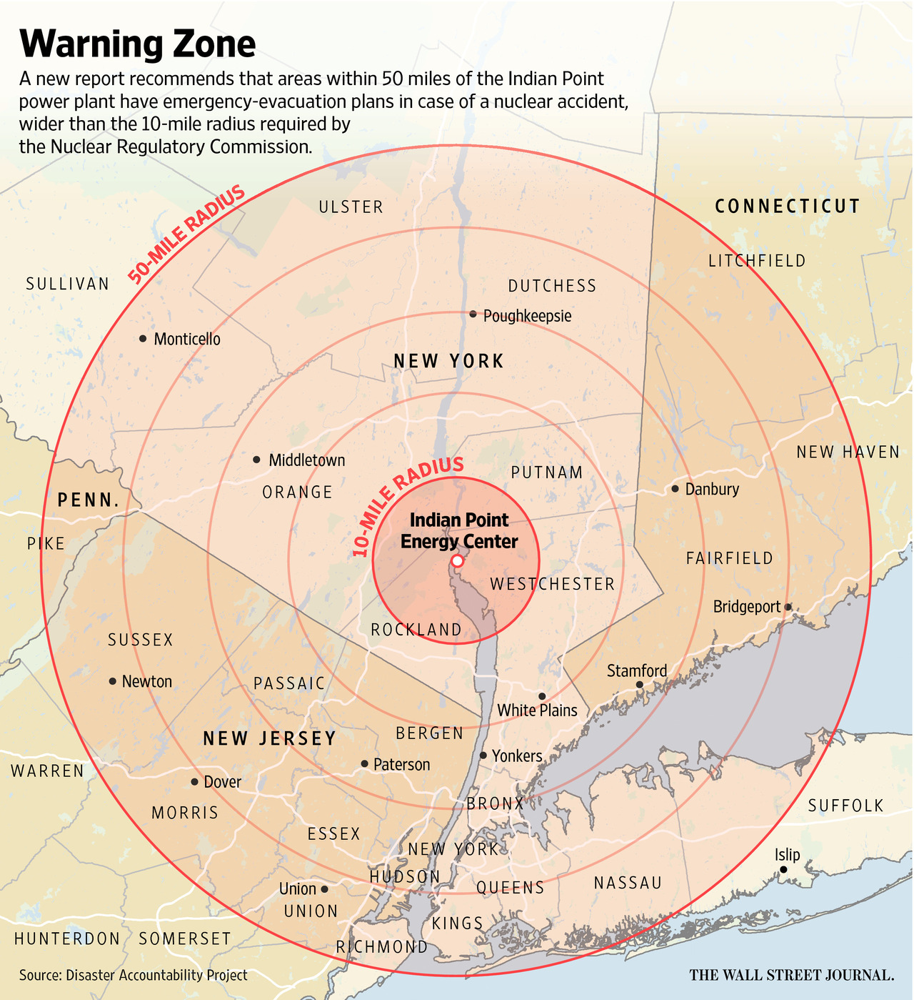 Warning Zone
A new report recommends that areas within 50 miles of the Indian Point
power plant have emergency-evacuation plans in case of a nuclear accident,
wider than the 10-mile radius required by
the Nuclear Regulatory Commission.
50-MILE RADIUS
ULSTER
CONNECTICUT
LITCHFIELD
SULLIVAN
DUTCHESS
Poughkeepsie
Monticello
NEW YORK
NEW HAVEN
Middletown
10-MILE RADIUS
PUTNAM
ORANGE
Danbury
PENN.
Indian Point
Energy Center
PIKE
FAIRFIELD
WESTCHESTER
Bridgeport
ROCKLAND
SUSSEX
Stamford
Newton
PASSAIC
White Plains
BERGEN
NEW JERSEY
Yonkers
Paterson
WARREN
Dover
BRONX
SUFFOLK
MORRIS
ESSEX
NEW YORK
Islip
HUDSON
NASSAU
Union
QUEENS
UNION
KINGS
HUNTERDON
SOMERSET
RICHMOND
Source: Disaster Accountability Project
THE WALL STREET JOURNAL.